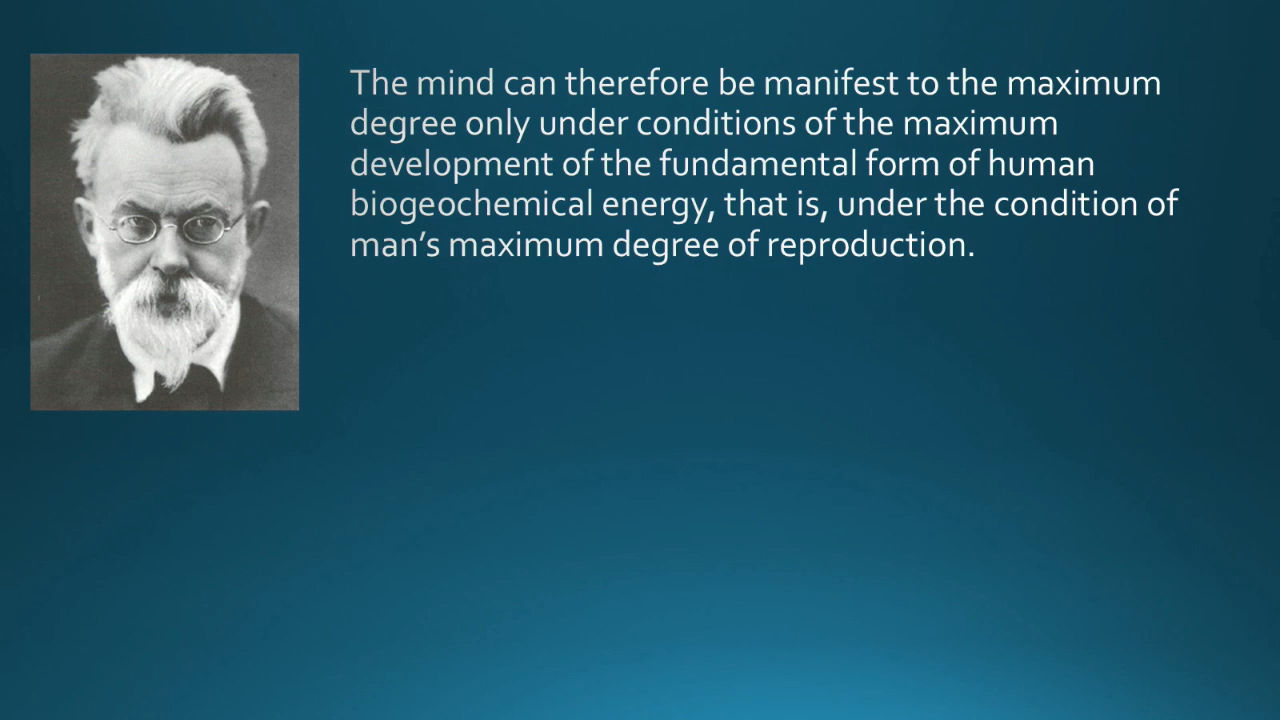 The mind can therefore be manifest to the maximum
degree only under conditions of the maximum
development of the fundamental form of human
biogeochemical energy, that is, under the condition of
man’s maximum degree of reproduction.